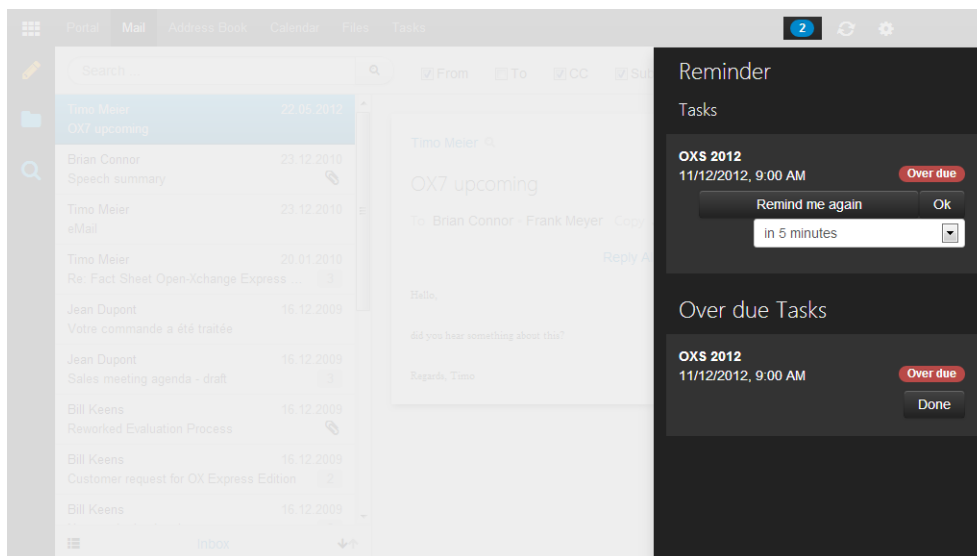 Portal Mail Address Book Calendar Files Tasks 2
Search...
From To CC
Timo Meier 22.05.2012
OX7 upcoming
Brian Connor 23.12.2010
Speech summary
Timo Meier 23.12.2010
eMail
Timo Meier 20.01.2010
Re: Fact Sheet Open-Xchange Express ... 3
Jean Dupont 16.12.2009
Votre commande a été traitée
Jean Dupont 16.12.2009
Sales meeting agenda - draft 3
Bill Keens 16.12.2009
Reworked Evaluation Process
Bill Keens 16.12.2009
Customer request for OX Express Edition 2
Bill Keens 16.12.2009
Inbox
Timo Meier
OX7 upcoming
To: Brian Connor · Frank Meyer · Copy
Reply
Hello,
did you hear something about this?
Regards, Timo
Reminder
Tasks
OXS 2012
11/12/2012, 9:00 AM Over due
Remind me again Ok
in 5 minutes
Over due Tasks
OXS 2012
11/12/2012, 9:00 AM Over due
Done